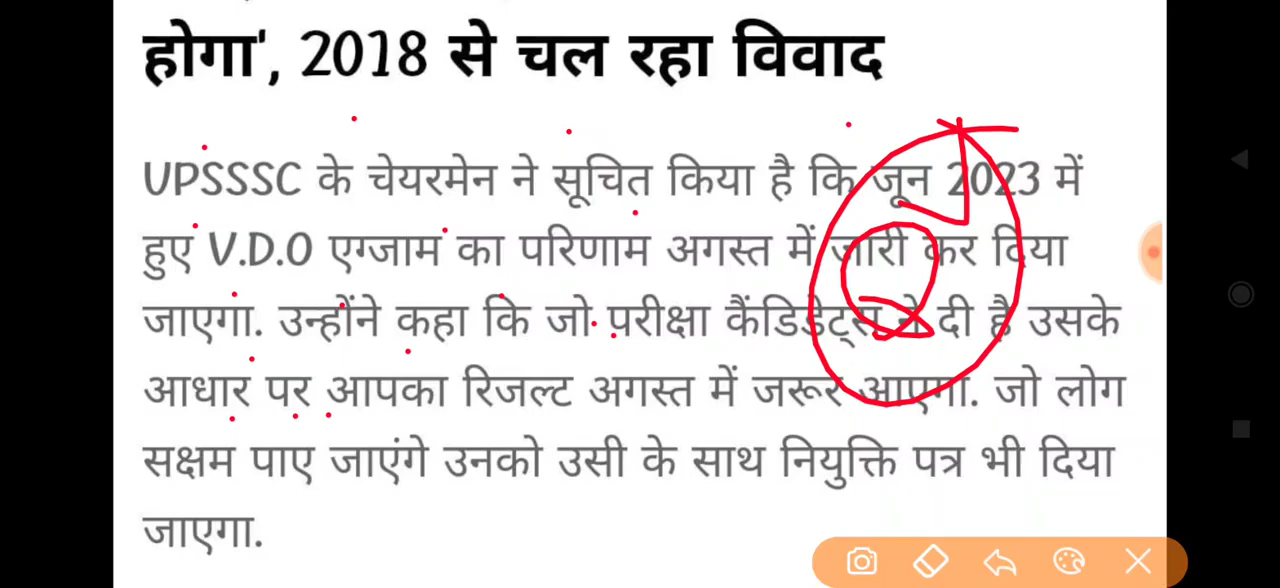 होगा', 2018 से चल रहा विवाद
UPSSSC के चेयरमेन ने सूचित किया है कि जून 2023 में
हुए V.D.O एग्जाम का परिणाम अगस्त में जारी कर दिया
जाएगा. उन्होंने कहा कि जो परीक्षा कैंडिडेट्स ने दी है उसके
आधार पर आपका रिजल्ट अगस्त में जरूर आएगा. जो लोग
सक्षम पाए जाएंगे उनको उसी के साथ नियुक्ति पत्र भी दिया
जाएगा.